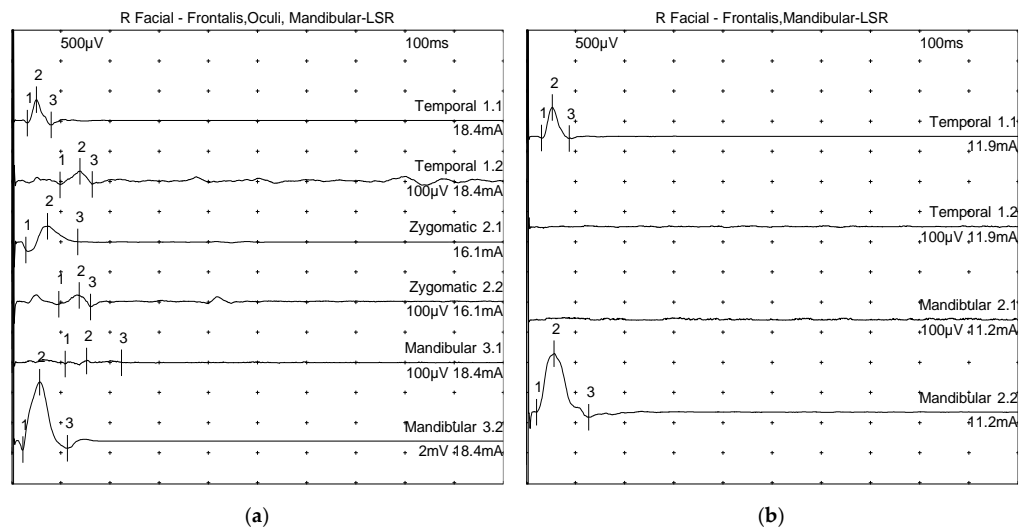 R Facial - Frontalis,Oculi, Mandibular-LSR
500µV 100ms
2
1 3
Temporal 1.1
18.4mA
2
1 3
Temporal 1.2
100µV 18.4mA
2
1 3
Zygomatic 2.1
16.1mA
2
1 3
Zygomatic 2.2
100µV 16.1mA
1 2 3
Mandibular 3.1
100µV 18.4mA
2
1 3
Mandibular 3.2
2mV 18.4mA
(a)
R Facial - Frontalis,Mandibular-LSR
500µV 100ms
2
1 3
Temporal 1.1
11.9mA
Temporal 1.2
100µV 11.9mA
Mandibular 2.1
100µV 11.2mA
2
1 3
Mandibular 2.2
11.2mA
(b)